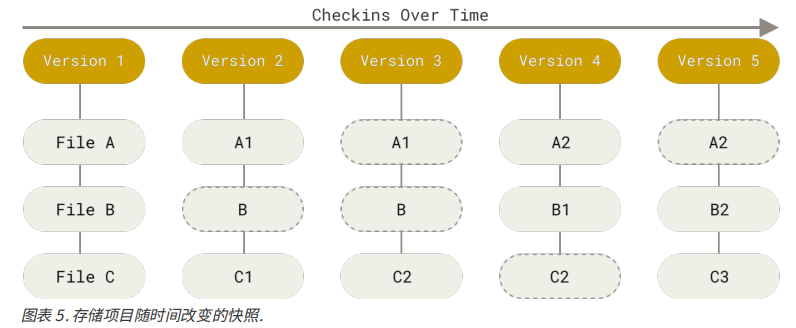 Checkins Over Time
Version 1 Version 2 Version 3 Version 4 Version 5
File A A1 A1 A2 A2
File B B B B1 B2
File C C1 C2 C2 C3
图表 5. 存储项目随时间改变的快照.